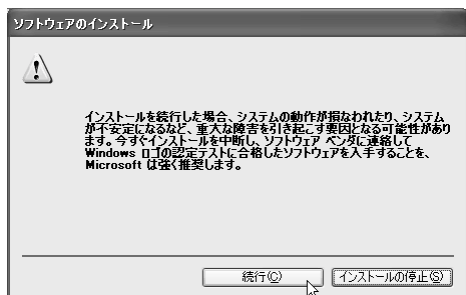 ソフトウェアのインストール
インストールを続行した場合、システムの動作が損なわれたり、システム
が不安定になるなど、重大な障害を引き起こす要因となる可能性があり
ます。今すぐインストールを中断し、ソフトウェア ベンダに連絡して
Windows ロゴの認定テストに合格したソフトウェアを入手することを、
Microsoft は強く推奨します。
続行(C)
インストールの停止(S)